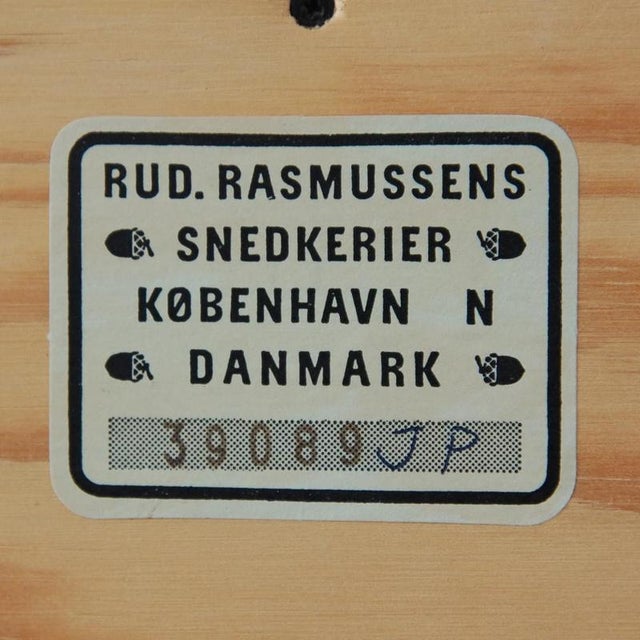 RUD. RASMUSSENS
SNEDKERIER
KØBENHAVN N
DANMARK
39089 JP